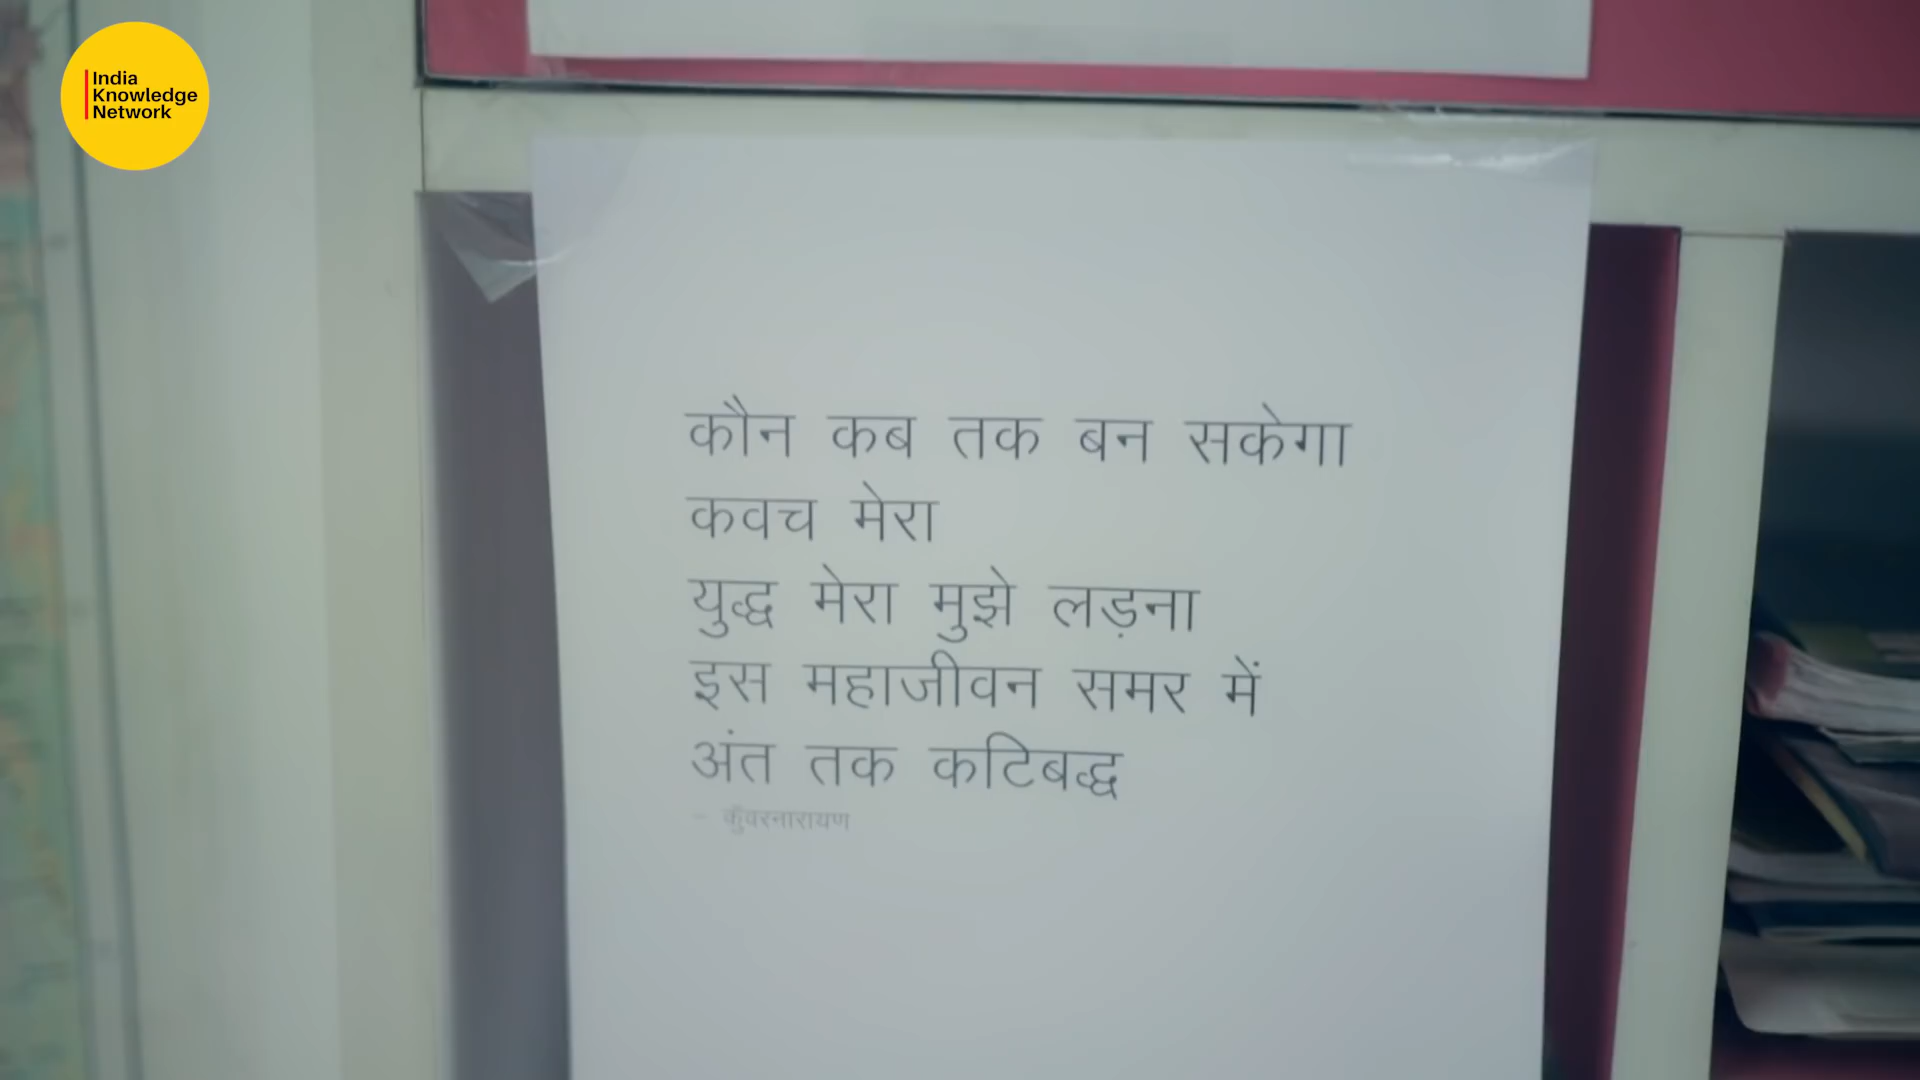 India
Knowledge
Network
कौन कब तक बन सकेगा
कवच मेरा
युद्ध मेरा मुझे लड़ना
इस महाजीवन समर में
अंत तक कटिबद्ध
– कुँवरनारायण